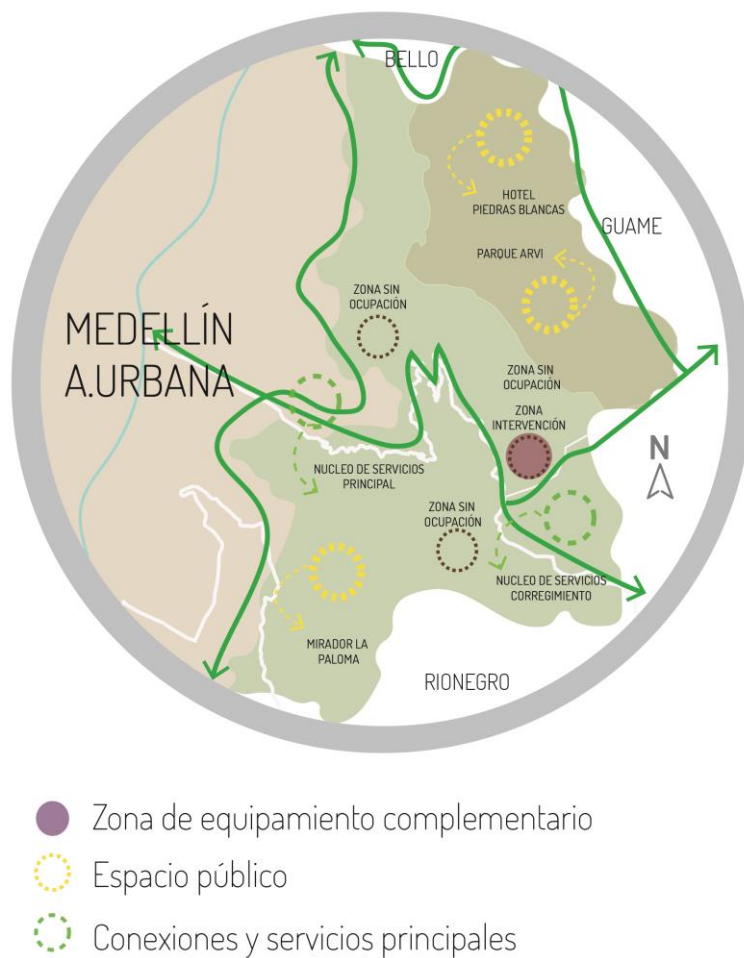 BELLO
HOTEL
PIEDRAS BLANCAS
GUAME
PARQUE ARVI
ZONA SIN
OCUPACIÓN
MEDELLÍN
A.URBANA
ZONA SIN
OCUPACIÓN
ZONA
INTERVENCIÓN
N
NUCLEO DE SERVICIOS
PRINCIPAL
ZONA SIN
OCUPACIÓN
NUCLEO DE SERVICIOS
CORREGIMIENTO
MIRADOR LA
PALOMA
RIONEGRO
Zona de equipamiento complementario
Espacio público
Conexiones y servicios principales